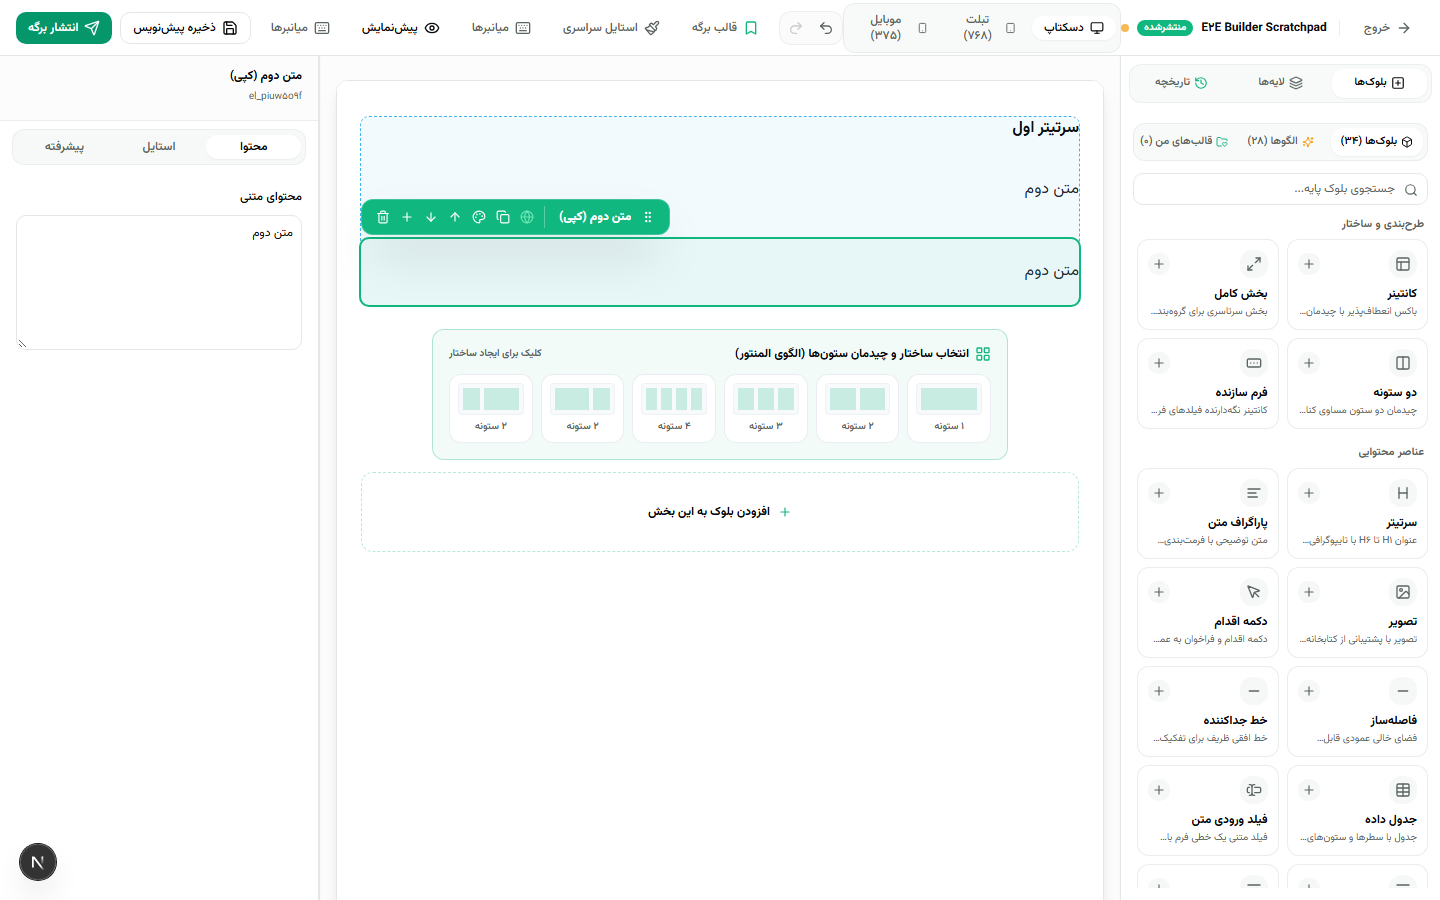 خروج
E2E Builder Scratchpad
منتشرشده
دسکتاپ
تبلت (۷۶۸)
موبایل (۳۷۵)
قالب برگه
استایل سراسری
میانبرها
پیش‌نمایش
میانبرها
ذخیره پیش‌نویس
انتشار برگه
بلوک‌ها
لایه‌ها
تاریخچه
بلوک‌ها (۳۴)
الگوها (۲۸)
قالب‌های من (۰)
جستجوی بلوک پایه...
طرح‌بندی و ساختار
کانتینر
باکس انعطاف‌پذیر با چیدمان...
بخش کامل
بخش سرتاسری برای گروه‌بند...
دو ستونه
چیدمان دو ستون مساوی کنا...
فرم سازنده
کانتینر نگه‌دارنده فیلدهای فر...
عناصر محتوایی
سرتیتر
عنوان H۱ تا H۶ با تایپوگرافی...
پاراگراف متن
متن توضیحی با فرمت‌بندی...
تصویر
تصویر با پشتیبانی از کتابخانه...
دکمه اقدام
دکمه اقدام و فراخوان به عمـ...
فاصله‌ساز
فضای خالی عمودی قابل...
خط جداکننده
خط افقی ظریف برای تفکیک...
جدول داده
جدول با سطرها و ستون‌های...
فیلد ورودی متن
فیلد متنی یک خطی فرم با...
سرتیتر اول
متن دوم
متن دوم (کپی)
متن دوم
انتخاب ساختار و چیدمان ستون‌ها (الگوی المنتور)
کلیک برای ایجاد ساختار
۱ ستونه
۲ ستونه
۳ ستونه
۴ ستونه
۲ ستونه
۲ ستونه
افزودن بلوک به این بخش
متن دوم (کپی)
el_piuw۵o۹f
محتوا
استایل
پیشرفته
محتوای متنی
متن دوم
N